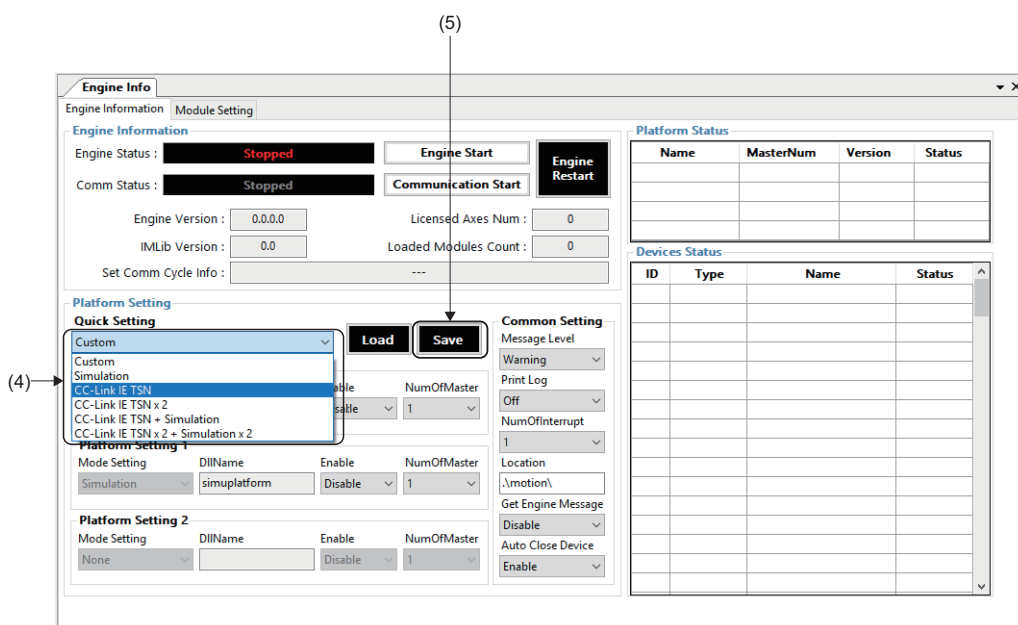 (5)
Engine Info
Engine Information Module Setting
Engine Information
Engine Status : Stopped Engine Start Engine Restart
Comm Status : Stopped Communication Start
Engine Version : 0.0.0.0 Licensed Axes Num : 0
IMLib Version : 0.0 Loaded Modules Count : 0
Set Comm Cycle Info : ---
Platform Status
Name MasterNum Version Status
Devices Status
ID Type Name Status
Platform Setting
Quick Setting
Custom Load Save
(4)
Custom
Simulation
CC-Link IE TSN
CC-Link IE TSN x 2
CC-Link IE TSN + Simulation
CC-Link IE TSN x 2 + Simulation x 2
NumOfMaster
1
Platform Setting 1
Mode Setting DllName Enable NumOfMaster
Simulation simuplatform Disable 1
Platform Setting 2
Mode Setting DllName Enable NumOfMaster
None Disable 1
Common Setting
Message Level
Warning
Print Log
Off
NumOfInterrupt
1
Location
.\motion\
Get Engine Message
Disable
Auto Close Device
Enable